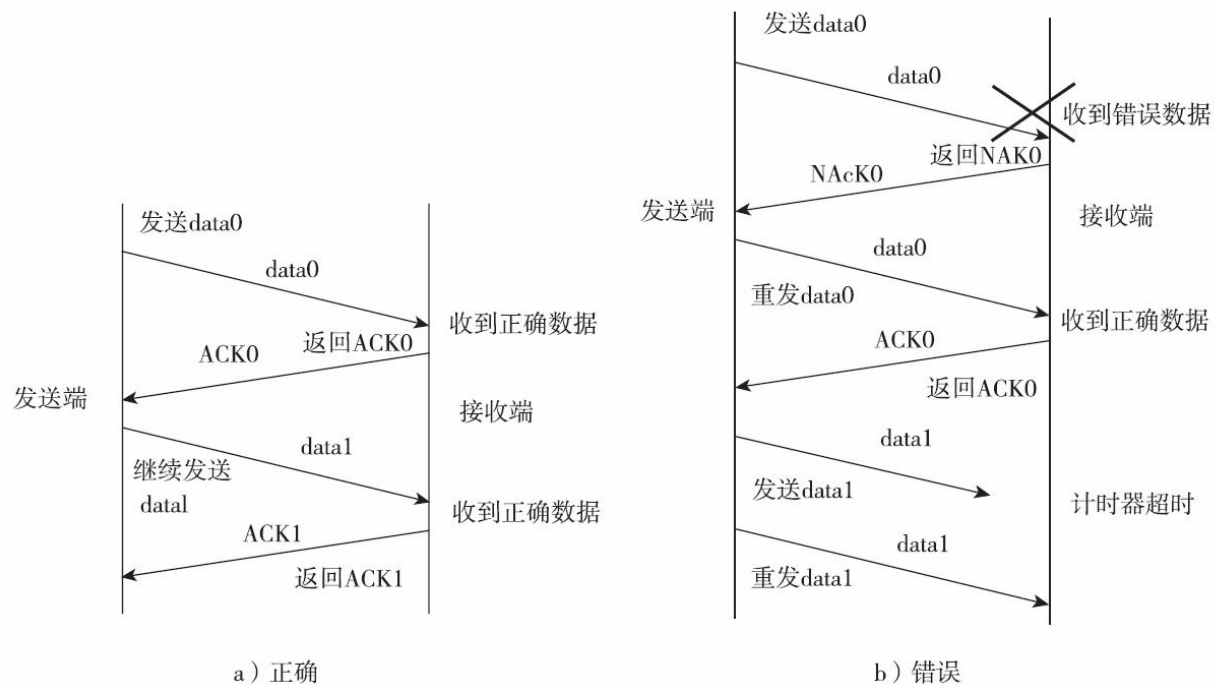 发送data0
data0
收到正确数据
返回ACK0
ACK0
发送端
接收端
data1
继续发送
data1
收到正确数据
ACK1
返回ACK1
a）正确
发送data0
data0
收到错误数据
返回NAK0
NAcK0
发送端
接收端
data0
重发data0
收到正确数据
ACK0
返回ACK0
data1
发送data1
计时器超时
data1
重发data1
b）错误